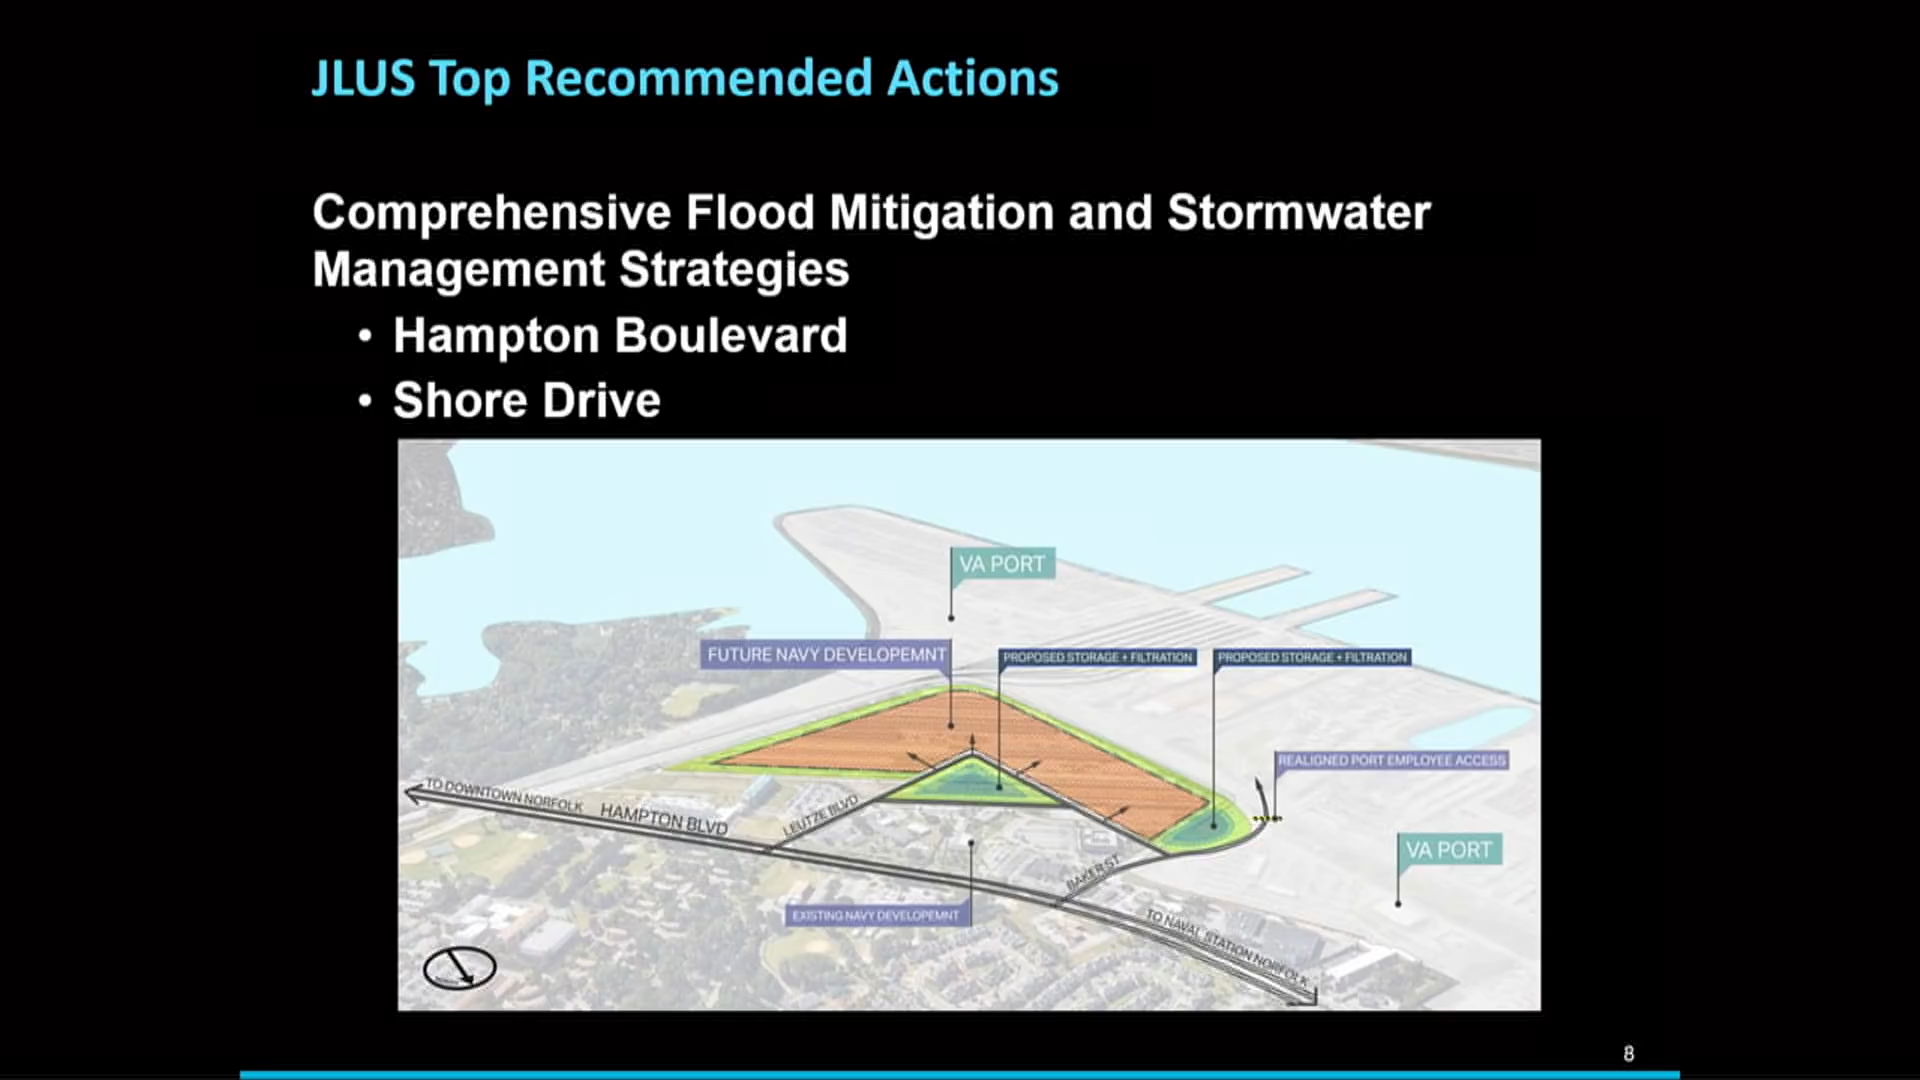 JLUS Top Recommended Actions
Comprehensive Flood Mitigation and Stormwater
Management Strategies
• Hampton Boulevard
• Shore Drive
VA PORT
FUTURE NAVY DEVELOPEMNT
PROPOSED STORAGE + FILTRATION
PROPOSED STORAGE + FILTRATION
REALIGNED PORT EMPLOYEE ACCESS
TO DOWNTOWN NORFOLK
HAMPTON BLVD
LEUTZE BLVD
VA PORT
BAKER ST
EXISTING NAVY DEVELOPEMNT
TO NAVAL STATION NORFOLK
8